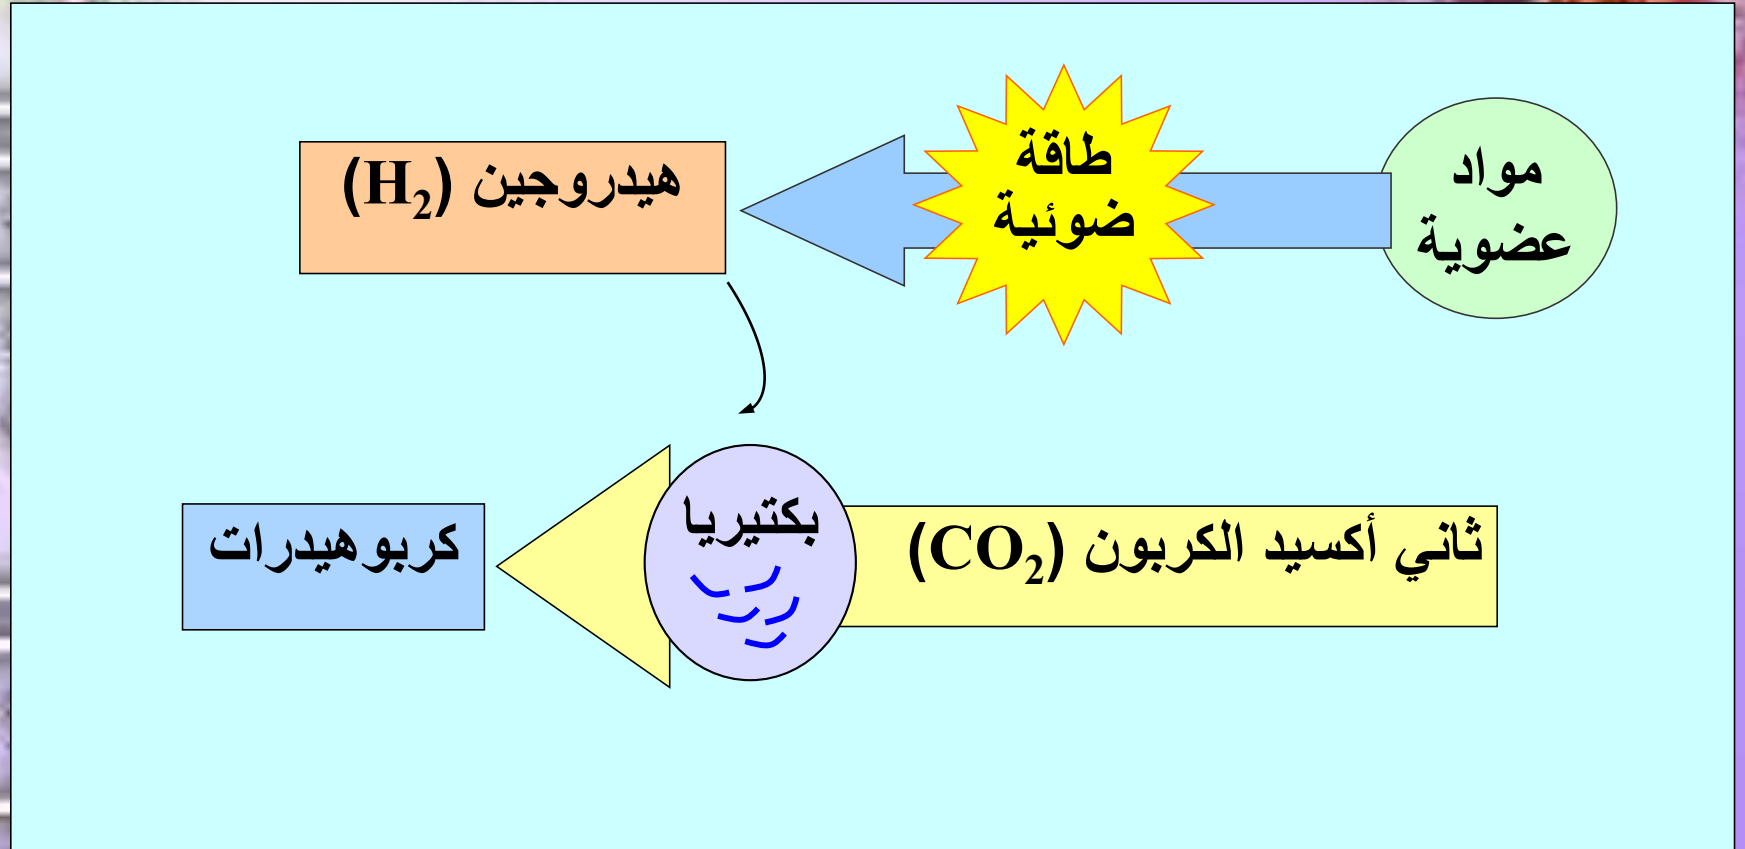 مواد
عضوية
طاقة
ضوئية
هيدروجين (H₂)
ثاني أكسيد الكربون (CO₂)
بكتيريا
كربوهيدرات